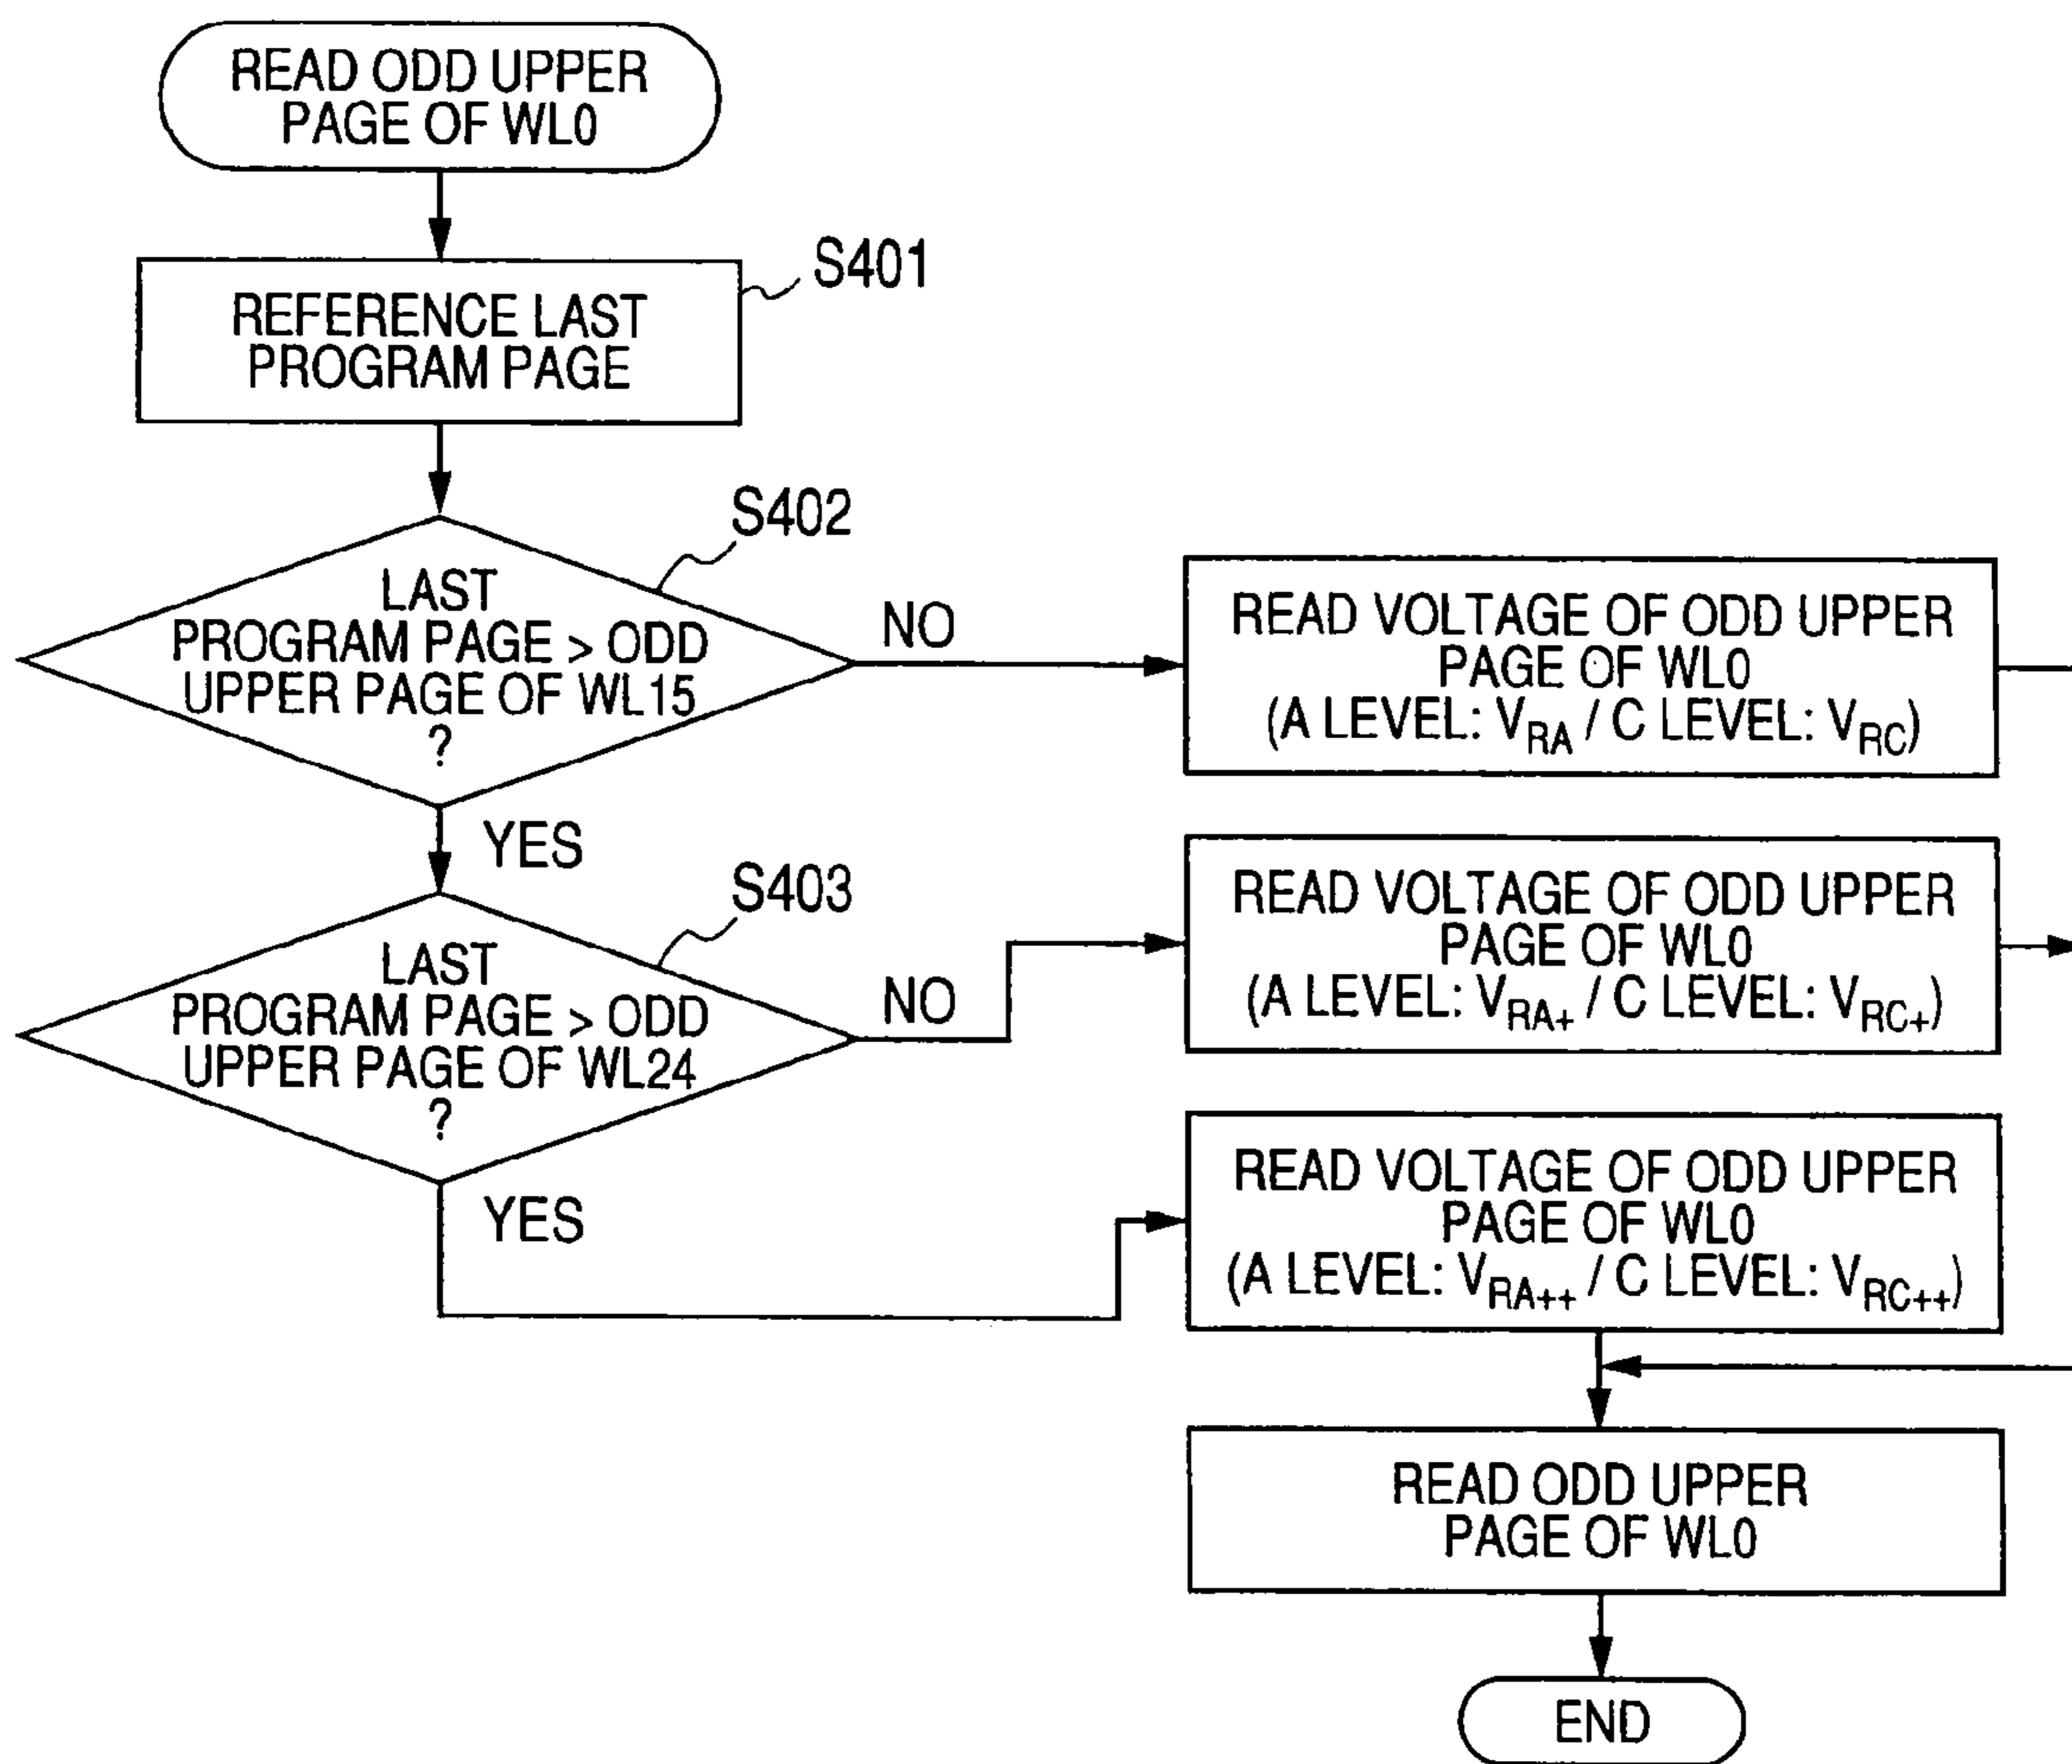 READ ODD UPPER
PAGE OF WL0
S401
REFERENCE LAST
PROGRAM PAGE
S402
LAST
PROGRAM PAGE > ODD
UPPER PAGE OF WL15
?
NO
READ VOLTAGE OF ODD UPPER
PAGE OF WL0
(A LEVEL: VRA / C LEVEL: VRC)
YES
S403
LAST
PROGRAM PAGE > ODD
UPPER PAGE OF WL24
?
NO
READ VOLTAGE OF ODD UPPER
PAGE OF WL0
(A LEVEL: VRA+ / C LEVEL: VRC+)
YES
READ VOLTAGE OF ODD UPPER
PAGE OF WL0
(A LEVEL: VRA++ / C LEVEL: VRC++)
READ ODD UPPER
PAGE OF WL0
END